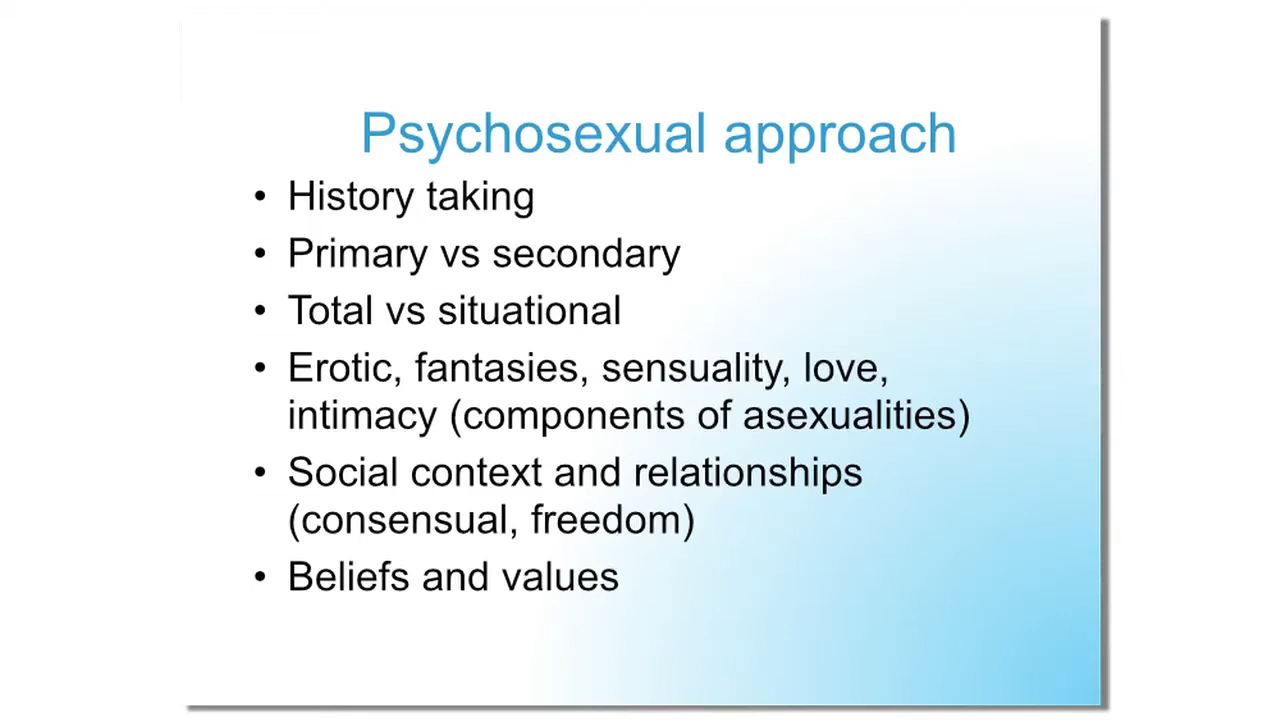 Psychosexual approach
• History taking
• Primary vs secondary
• Total vs situational
• Erotic, fantasies, sensuality, love,
intimacy (components of asexualities)
• Social context and relationships
(consensual, freedom)
• Beliefs and values